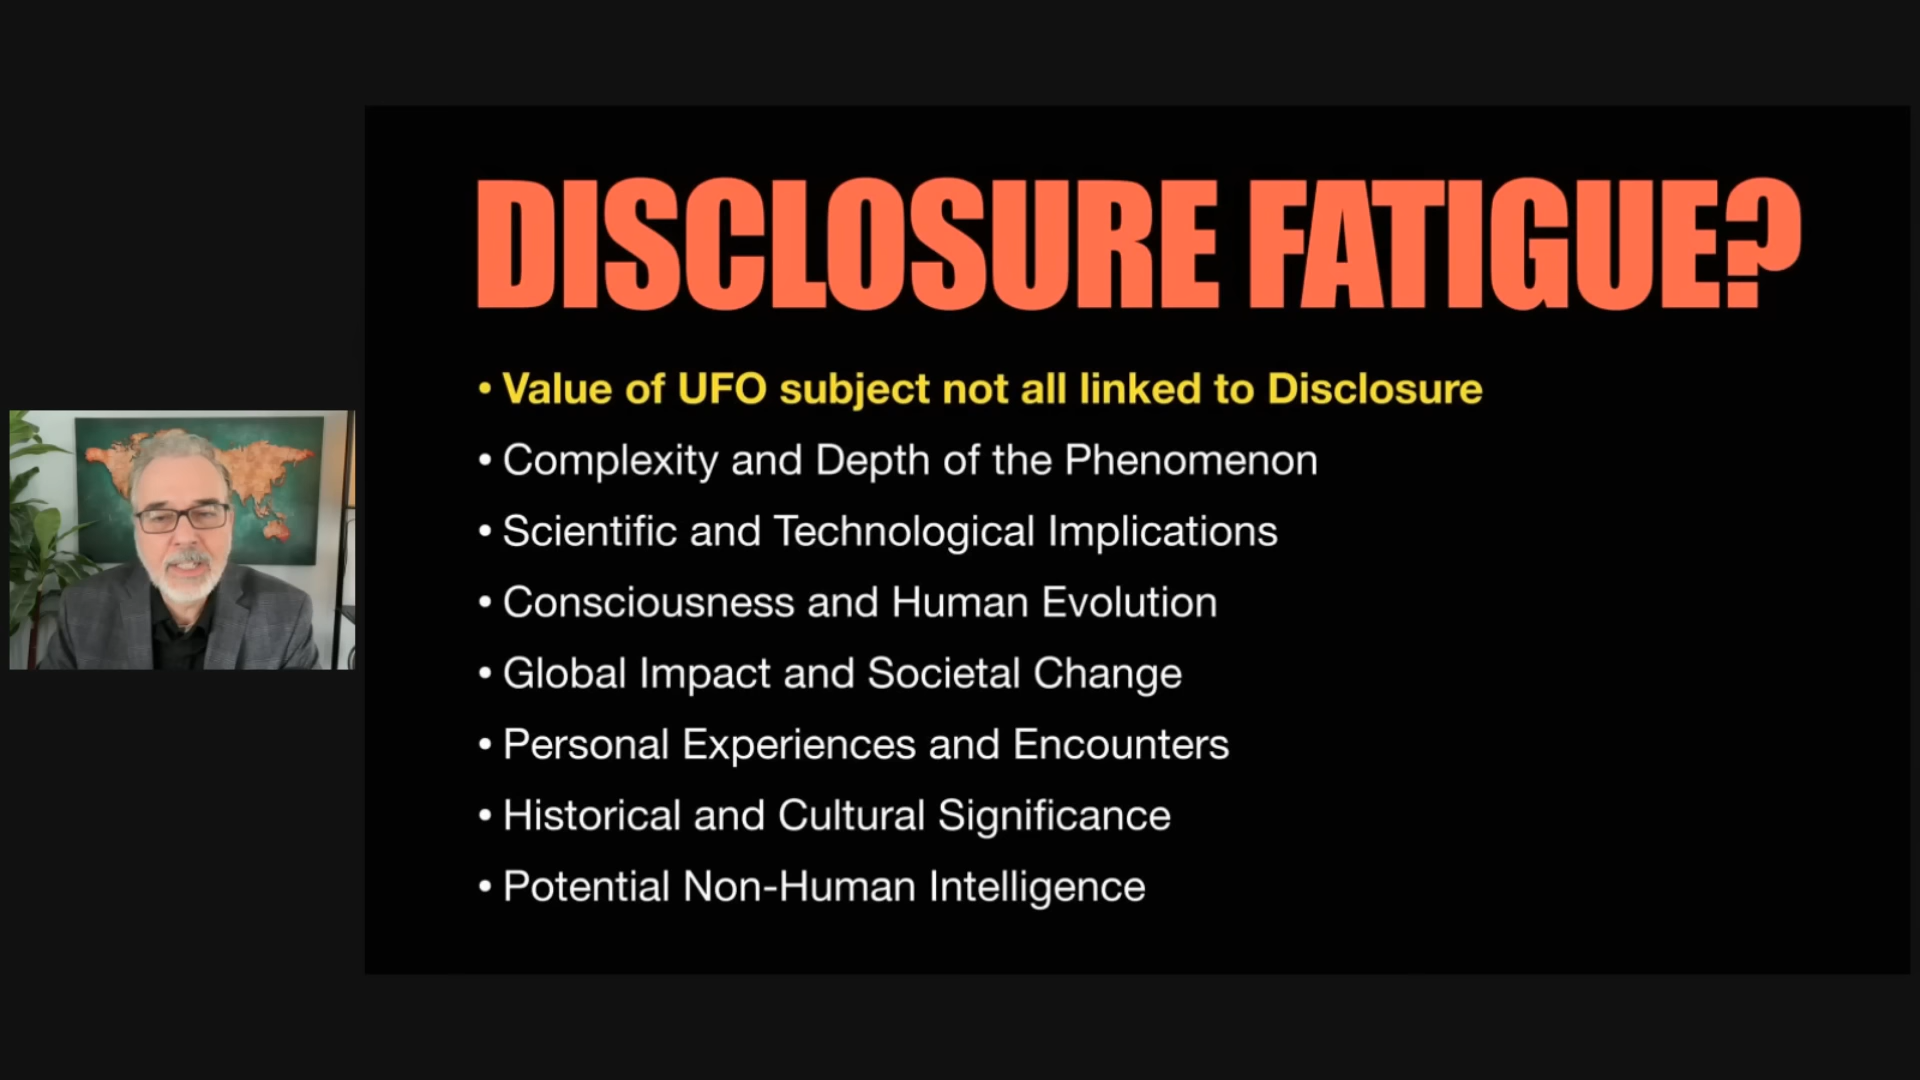 DISCLOSURE FATIGUE?
• Value of UFO subject not all linked to Disclosure
• Complexity and Depth of the Phenomenon
• Scientific and Technological Implications
• Consciousness and Human Evolution
• Global Impact and Societal Change
• Personal Experiences and Encounters
• Historical and Cultural Significance
• Potential Non-Human Intelligence